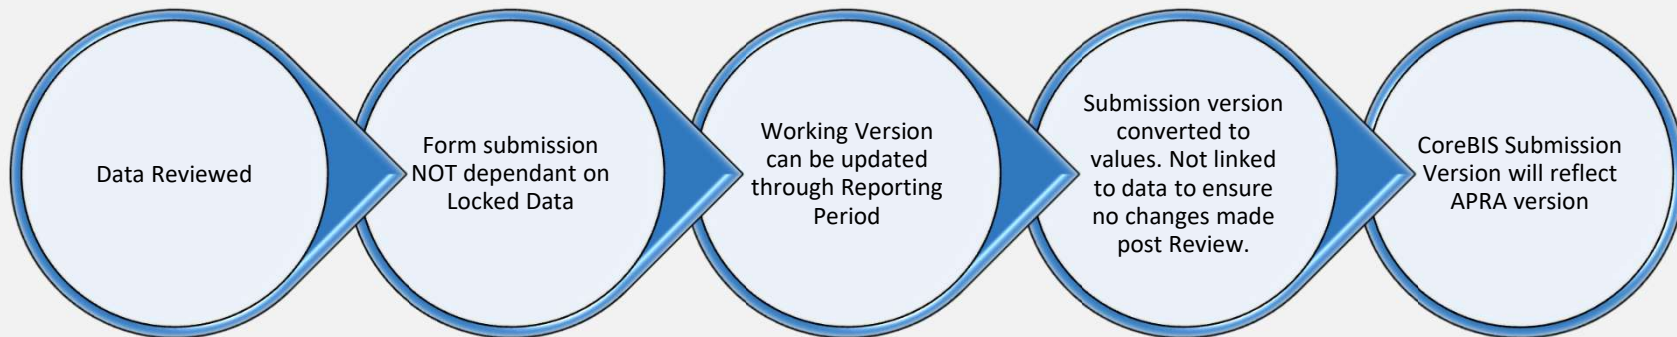 Data Reviewed
Form submission
NOT dependant on
Locked Data
Working Version
can be updated
through Reporting
Period
Submission version
converted to
values. Not linked
to data to ensure
no changes made
post Review.
CoreBIS Submission
Version will reflect
APRA version